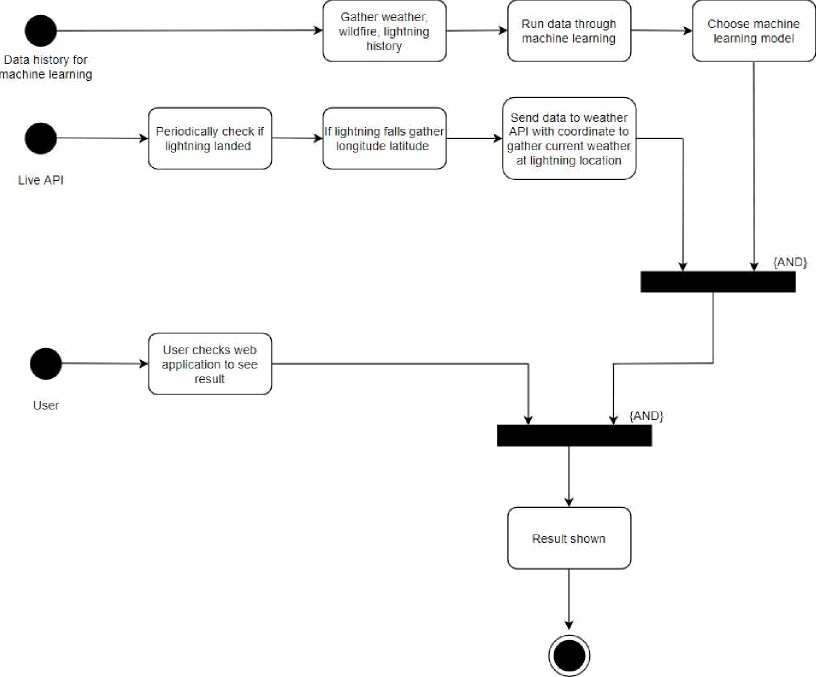 Gather weather,
wildfire, lightning
history
Run data through
machine learning
Choose machine
learning model
Data history for
machine learning
Periodically check if
lightning landed
If lightning falls gather
longitude latitude
Send data to weather
API with coordinate to
gather current weather
at lightning location
Live API
{AND}
User checks web
application to see
result
User
{AND}
Result shown